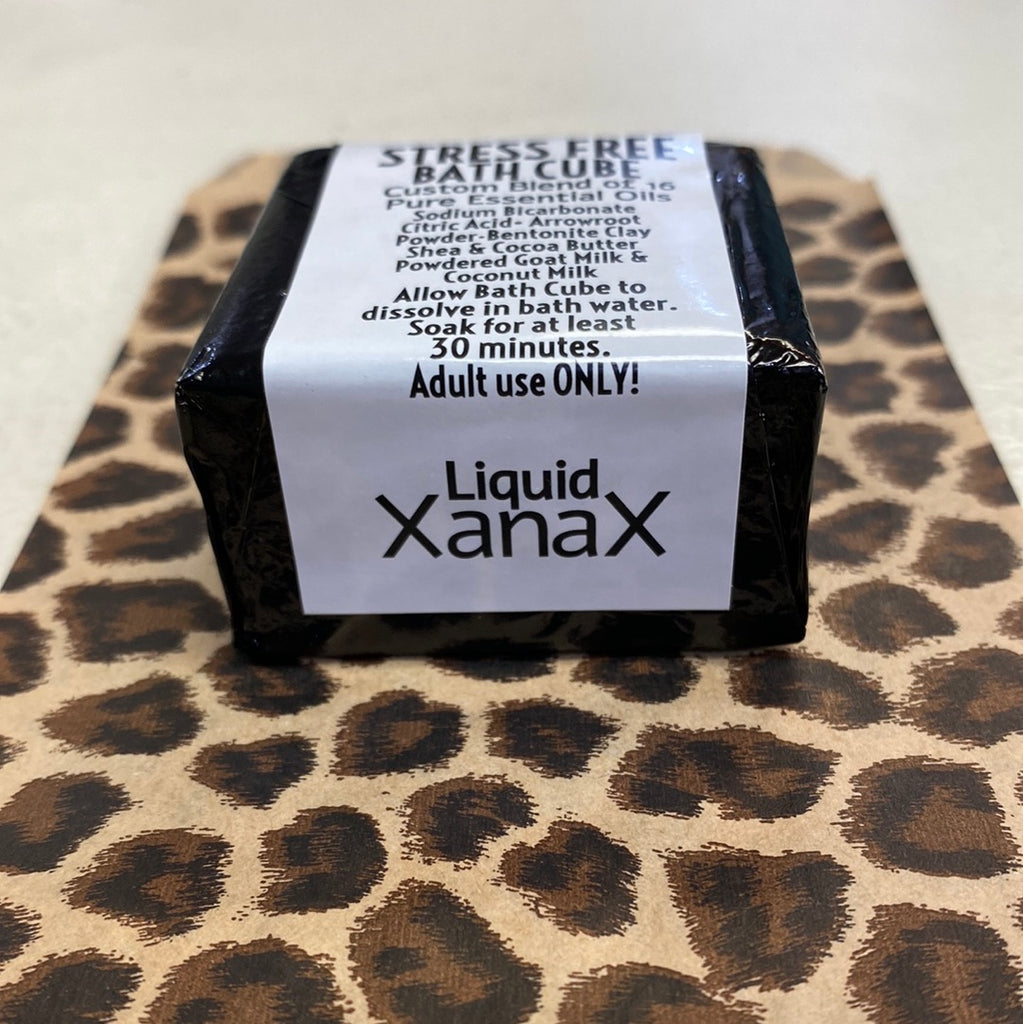 STRESS FREE
BATH CUBE
Custom Blend of 16
Pure Essential Oils
Sodium Bicarbonate
Citric Acid- Arrowroot
Powder-Bentonite Clay
Shea & Cocoa Butter
Powdered Goat Milk &
Coconut Milk
Allow Bath Cube to
dissolve in bath water.
Soak for at least
30 minutes.
Adult use ONLY!
Liquid
XanaX